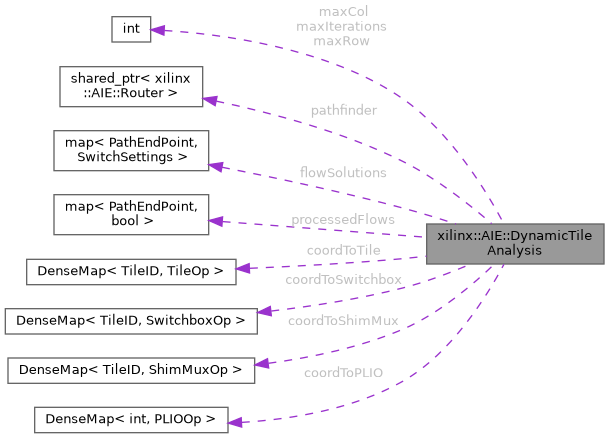 maxCol
maxIterations
maxRow
int
shared_ptr< xilinx
::AIE::Router >
pathfinder
map< PathEndPoint,
SwitchSettings >
flowSolutions
map< PathEndPoint,
bool >
processedFlows
xilinx::AIE::DynamicTile
Analysis
coordToTile
DenseMap< TileID, TileOp >
coordToSwitchbox
DenseMap< TileID, SwitchboxOp >
coordToShimMux
DenseMap< TileID, ShimMuxOp >
coordToPLIO
DenseMap< int, PLIOOp >